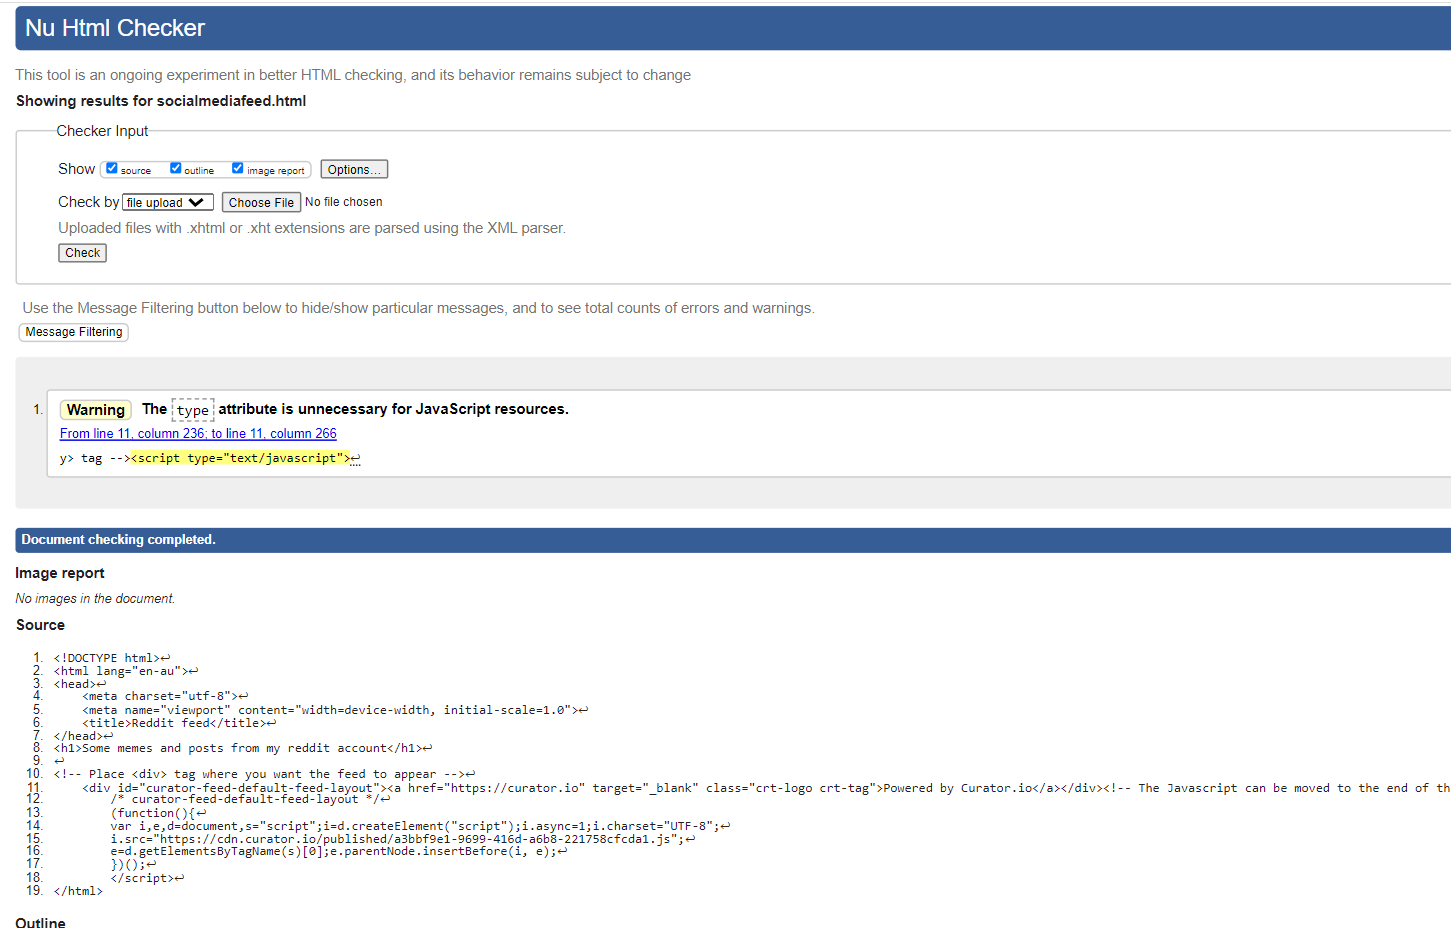 Nu Html Checker
This tool is an ongoing experiment in better HTML checking, and its behavior remains subject to change
Showing results for socialmediafeed.html
Checker Input
Show source outline image report Options...
Check by file upload Choose File No file chosen
Uploaded files with .xhtml or .xht extensions are parsed using the XML parser.
Check
Use the Message Filtering button below to hide/show particular messages, and to see total counts of errors and warnings.
Message Filtering
1. Warning The type attribute is unnecessary for JavaScript resources.
From line 11, column 236; to line 11, column 266
y> tag --><script type="text/javascript">↩
Document checking completed.
Image report
No images in the document.
Source
1. <!DOCTYPE html>↩
2. <html lang="en-au">↩
3. <head>↩
4. <meta charset="utf-8">↩
5. <meta name="viewport" content="width=device-width, initial-scale=1.0">↩
6. <title>Reddit feed</title>↩
7. </head>↩
8. <h1>Some memes and posts from my reddit account</h1>↩
9. ↩
10. <!-- Place <div> tag where you want the feed to appear -->↩
11. <div id="curator-feed-default-feed-layout"><a href="https://curator.io" target="_blank" class="crt-logo crt-tag">Powered by Curator.io</a></div><!-- The Javascript can be moved to the end of th
12. /* curator-feed-default-feed-layout */↩
13. (function(){↩
14. var i,e,d=document,s="script";i=d.createElement("script");i.async=1;i.charset="UTF-8";↩
15. i.src="https://cdn.curator.io/published/a3bbf9e1-9699-416d-a6b8-221758cfcda1.js";↩
16. e=d.getElementsByTagName(s)[0];e.parentNode.insertBefore(i, e);↩
17. })();↩
18. </script>↩
19. </html>
Outline